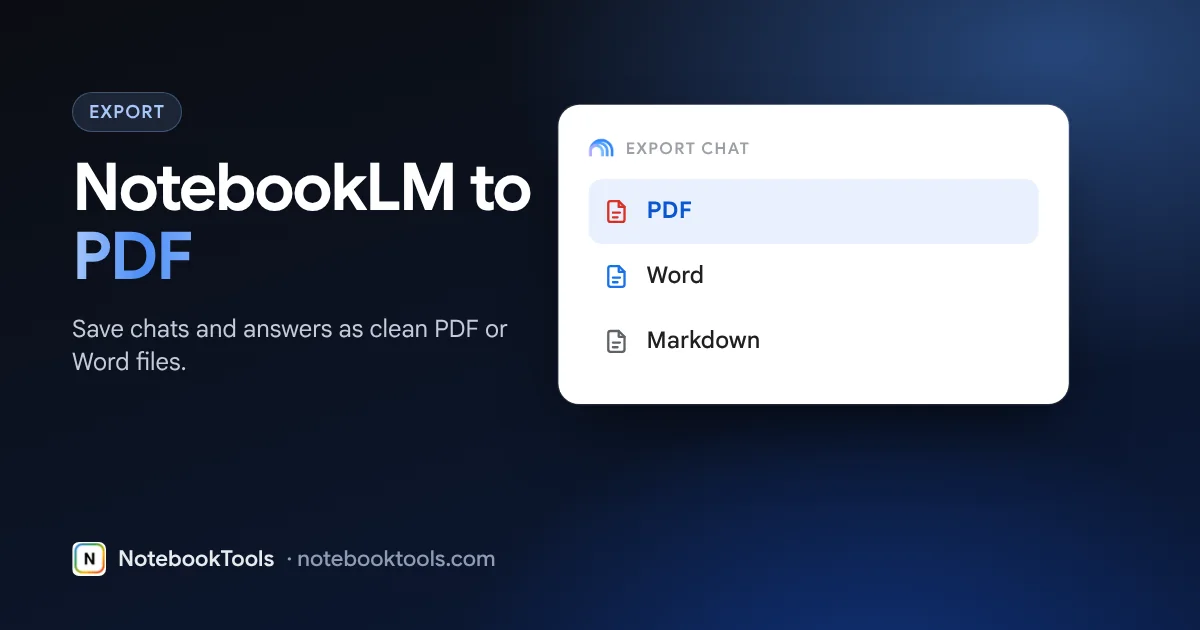 EXPORT
NotebookLM to
PDF
Save chats and answers as clean PDF or
Word files.
EXPORT CHAT
PDF
Word
Markdown
N NotebookTools · notebooktools.com